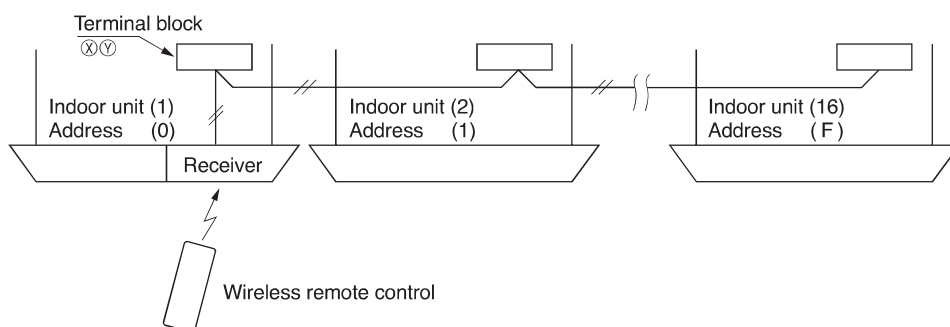 Terminal block
Ⓧ Ⓨ
Indoor unit (1)
Address (0)
Indoor unit (2)
Address (1)
Indoor unit (16)
Address ( F )
Receiver
Wireless remote control